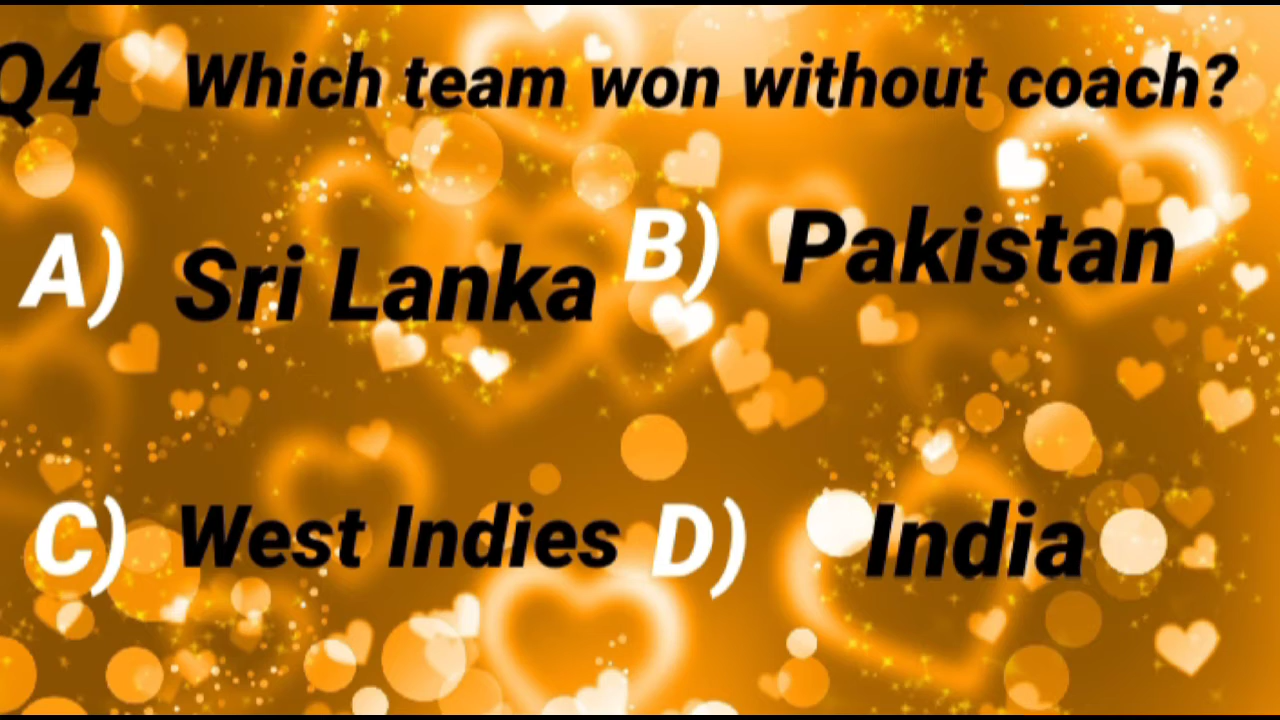 Q4 Which team won without coach?
A) Sri Lanka B) Pakistan
C) West Indies D) India